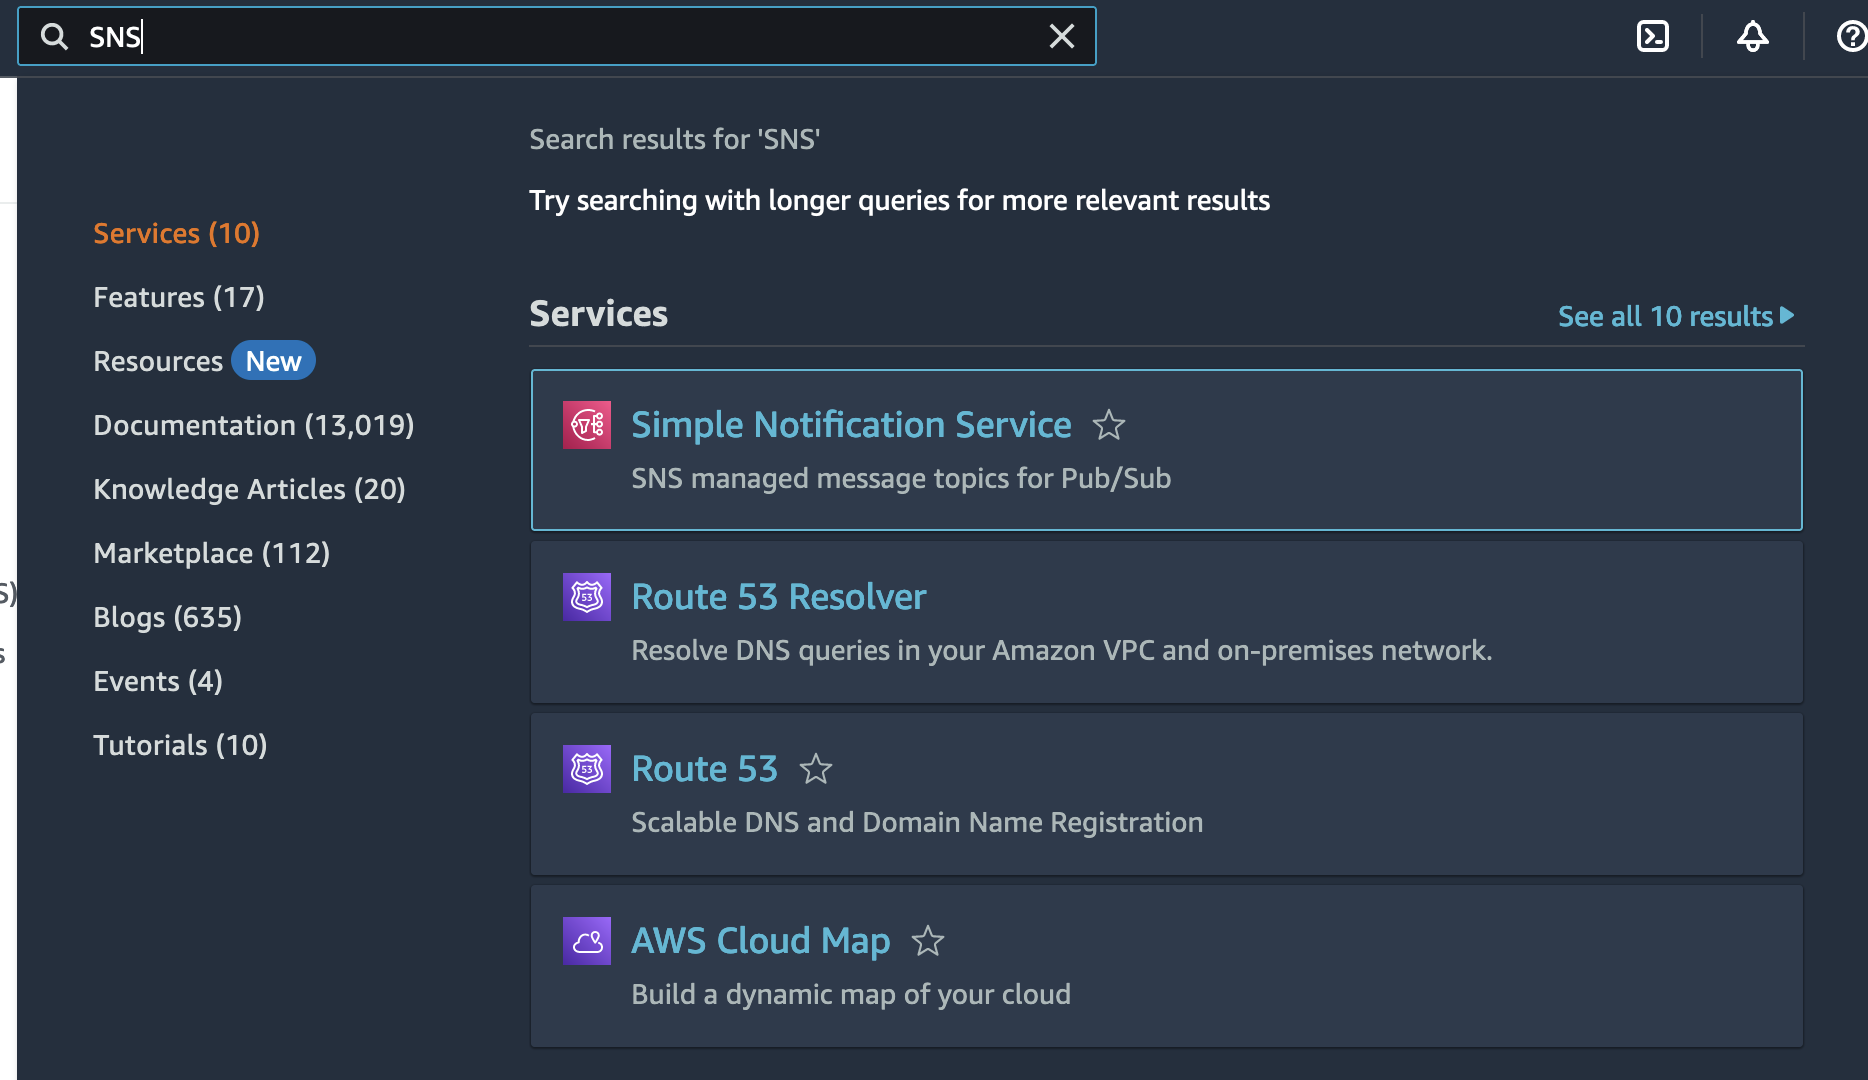 SNS
Search results for 'SNS'
Try searching with longer queries for more relevant results
Services (10)
Features (17)
Resources New
Documentation (13,019)
Knowledge Articles (20)
Marketplace (112)
Blogs (635)
Events (4)
Tutorials (10)
S)
s
Services
See all 10 results
Simple Notification Service
SNS managed message topics for Pub/Sub
53
Route 53 Resolver
Resolve DNS queries in your Amazon VPC and on-premises network.
53
Route 53
Scalable DNS and Domain Name Registration
AWS Cloud Map
Build a dynamic map of your cloud